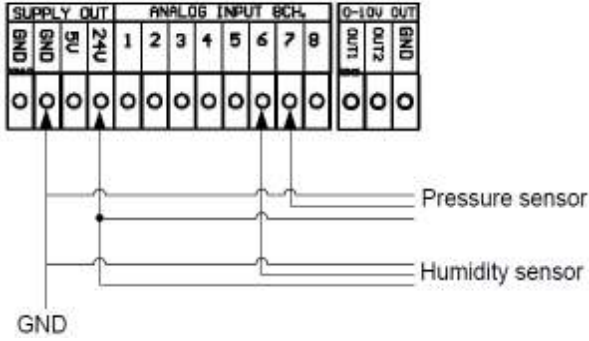 SUPPLY OUT ANALOG INPUT 8CH. 0-10V OUT
GND GND 5V 24V 1 2 3 4 5 6 7 8 OUT1 OUT2 GND
Pressure sensor
Humidity sensor
GND